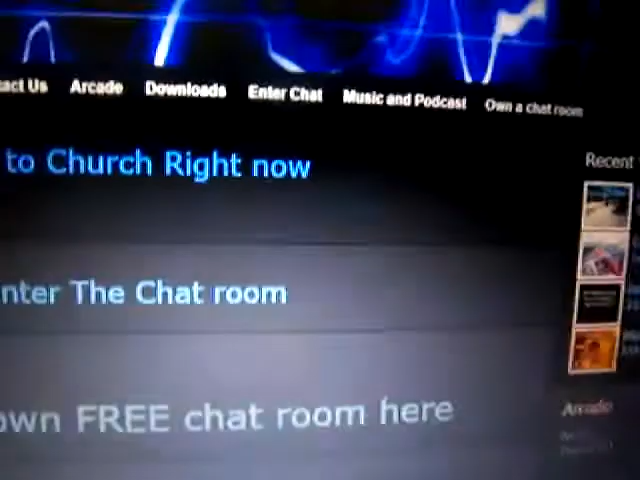 act Us Arcade Downloads Enter Chat Music and Podcast Own a chat room
to Church Right now
Recent
nter The Chat room
own FREE chat room here
Arcade